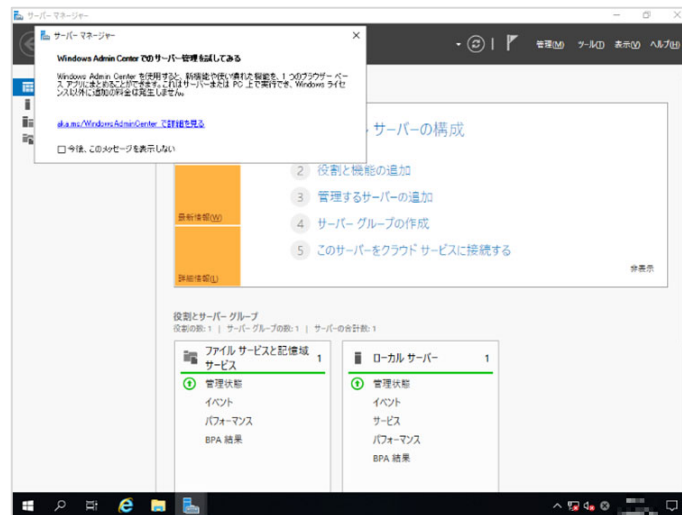 サーバー マネージャー
サーバー マネージャー
Windows Admin Center でのサーバー管理を試してみる
Windows Admin Center を使用すると、新機能や使い慣れた機能を、1 つのブラウザー ベー
ス アプリにまとめることができます。これはサーバーまたは PC 上で実行でき、Windows ライセ
ンス以外に追加の料金は発生しません。
aka.ms/WindowsAdminCenter で詳細を見る
今後、このメッセージを表示しない
管理(M) ツール(T) 表示(V) ヘルプ(H)
サーバーの構成
2 役割と機能の追加
3 管理するサーバーの追加
4 サーバー グループの作成
5 このサーバーをクラウド サービスに接続する
最新情報(W)
詳細情報(L)
非表示
役割とサーバー グループ
役割の数: 1 | サーバー グループの数: 1 | サーバーの合計数: 1
ファイル サービスと記憶域
サービス
1
管理状態
イベント
パフォーマンス
BPA 結果
ローカル サーバー 1
管理状態
イベント
サービス
パフォーマンス
BPA 結果